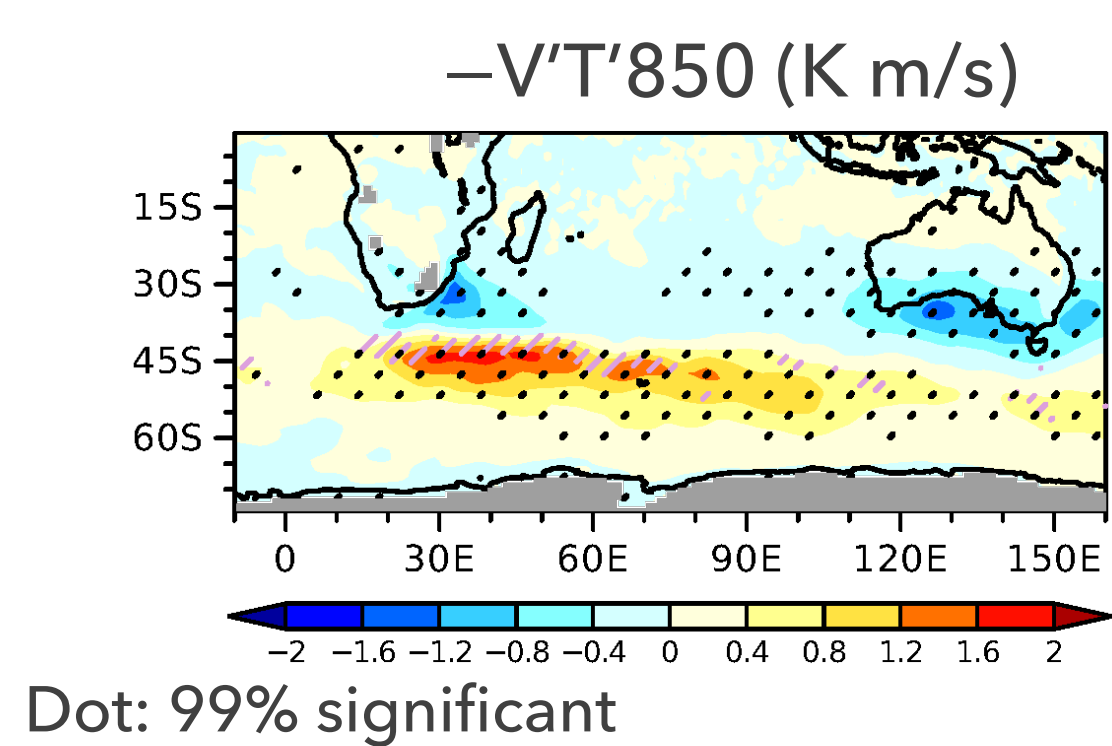 –V’T’850 (K m/s)
15S
30S
45S
60S
0 30E 60E 90E 120E 150E
−2 −1.6 −1.2 −0.8 −0.4 0 0.4 0.8 1.2 1.6 2
Dot: 99% significant